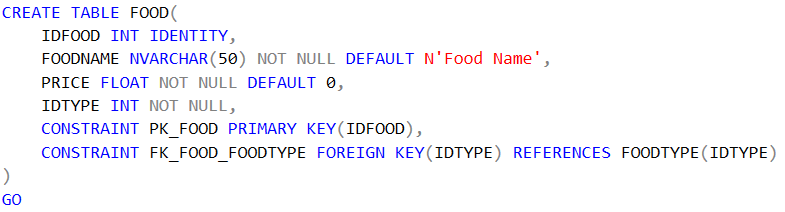 CREATE TABLE FOOD(
    IDFOOD INT IDENTITY,
    FOODNAME NVARCHAR(50) NOT NULL DEFAULT N'Food Name',
    PRICE FLOAT NOT NULL DEFAULT 0,
    IDTYPE INT NOT NULL,
    CONSTRAINT PK_FOOD PRIMARY KEY(IDFOOD),
    CONSTRAINT FK_FOOD_FOODTYPE FOREIGN KEY(IDTYPE) REFERENCES FOODTYPE(IDTYPE)
)
GO